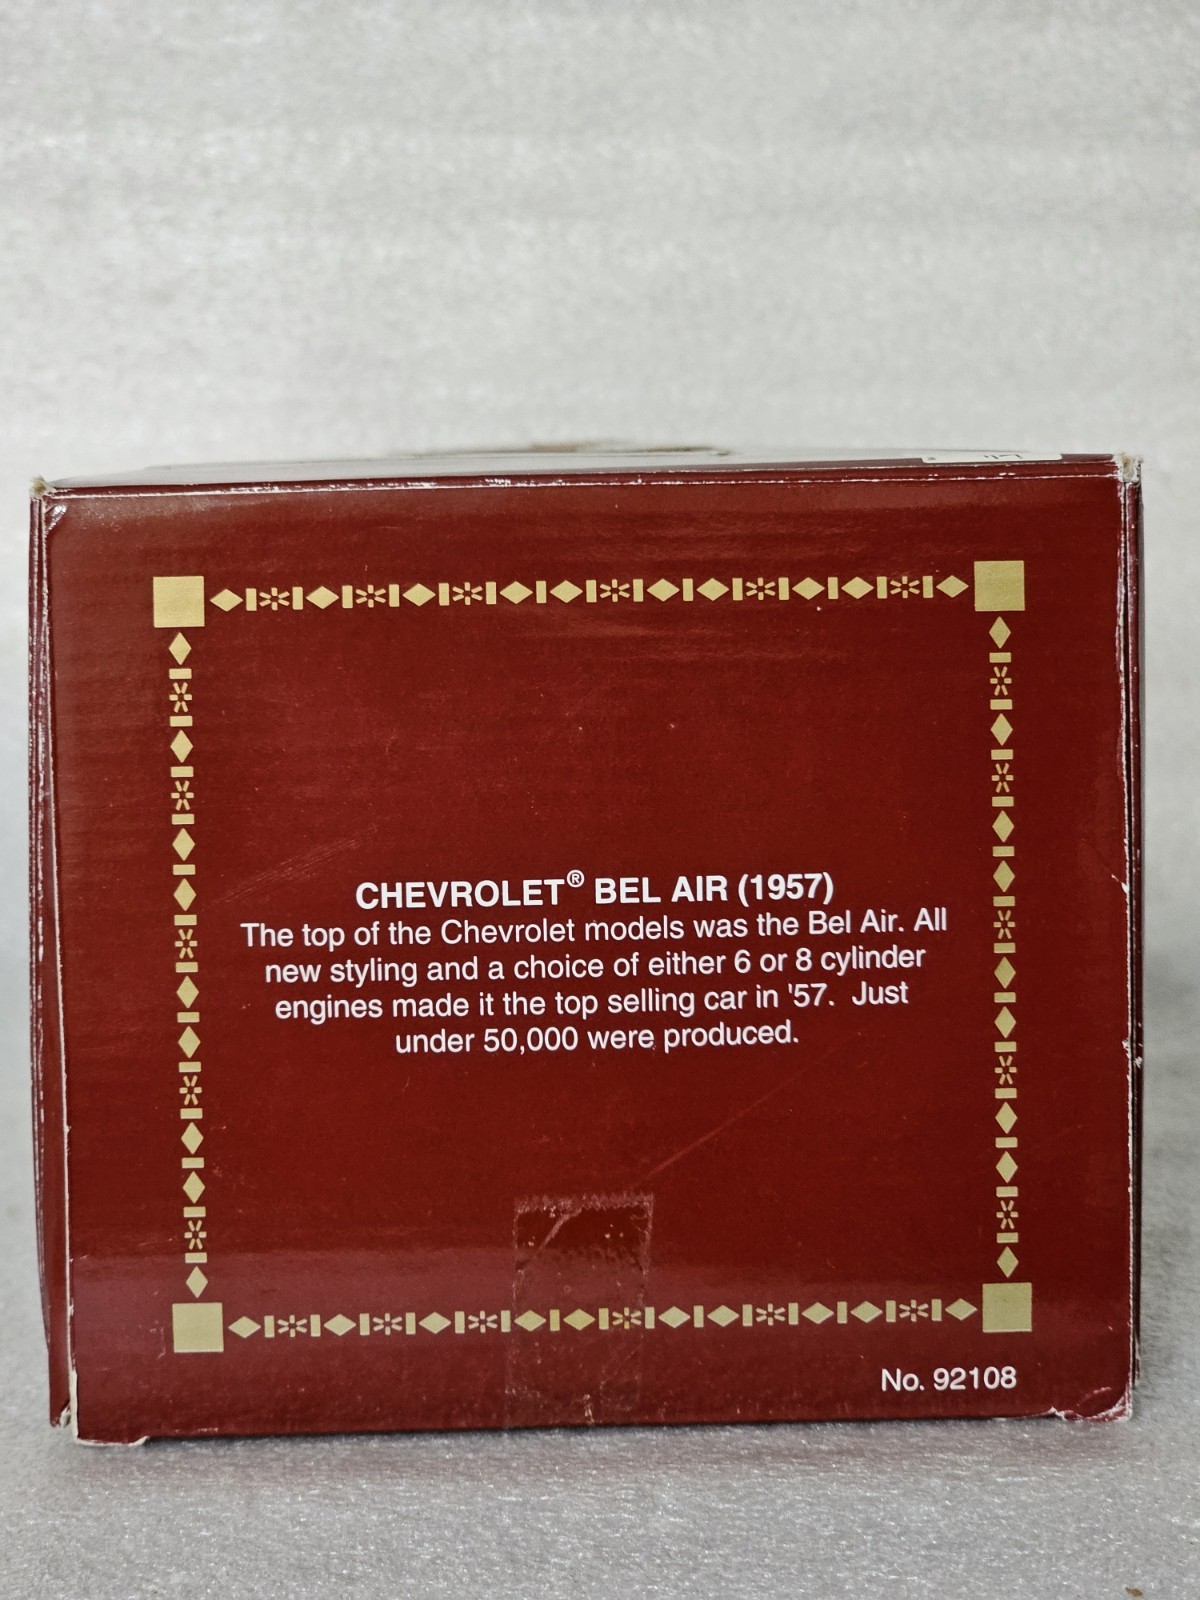 CHEVROLET® BEL AIR (1957)
The top of the Chevrolet models was the Bel Air. All
new styling and a choice of either 6 or 8 cylinder
engines made it the top selling car in '57. Just
under 50,000 were produced.
No. 92108